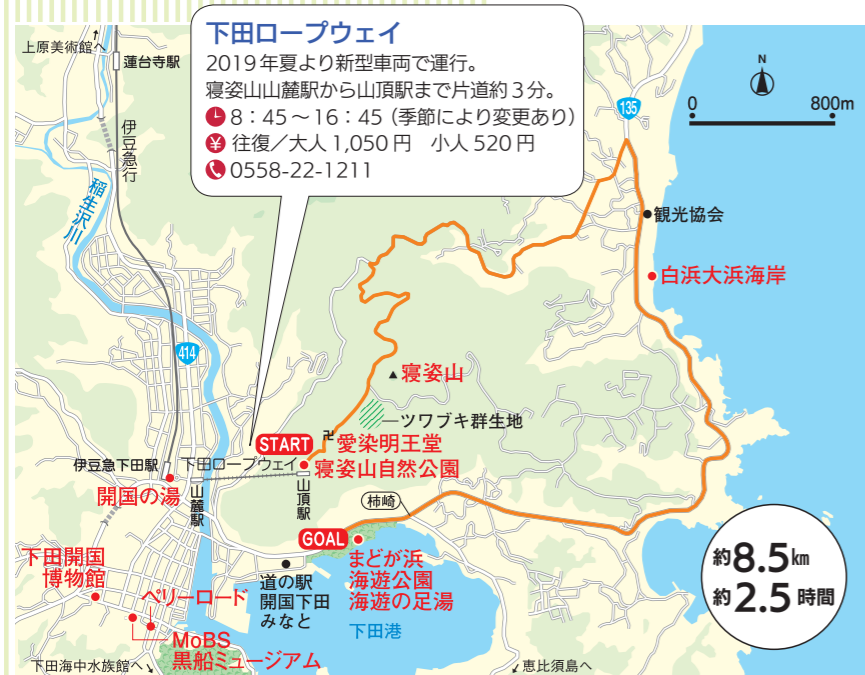 下田ロープウェイ
2019年夏より新型車両で運行。
寝姿山山麓駅から山頂駅まで片道約3分。
8：45～16：45（季節により変更あり）
¥ 往復／大人1,050円　小人520円
0558-22-1211
上原美術館へ
蓮台寺駅
伊豆急行
稲生沢川
414
135
N
0
800m
観光協会
白浜大浜海岸
寝姿山
ツワブキ群生地
START
卍
愛染明王堂
寝姿山自然公園
伊豆急下田駅
下田ロープウェイ
山麓駅
山頂駅
開国の湯
柿崎
GOAL
まどが浜
海遊公園
海遊の足湯
道の駅
開国下田
みなと
下田港
下田開国
博物館
ペリーロード
MoBS
黒船ミュージアム
下田海中水族館へ
恵比須島へ
約8.5km
約2.5時間